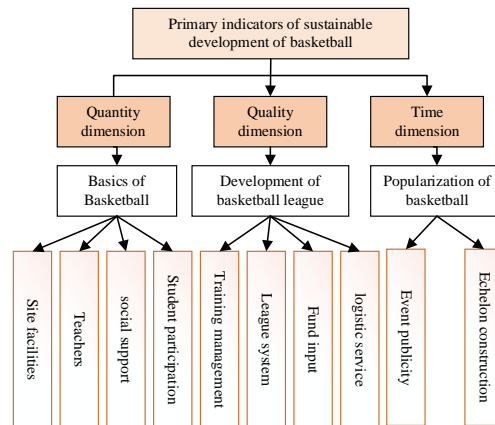 Primary indicators of sustainable
development of basketball
Quantity
dimension
Quality
dimension
Time
dimension
Basics of
Basketball
Development of
basketball league
Popularization of
basketball
Site facilities
Teachers
social support
Student participation
Training management
League system
Fund input
logistic service
Event publicity
Echelon construction